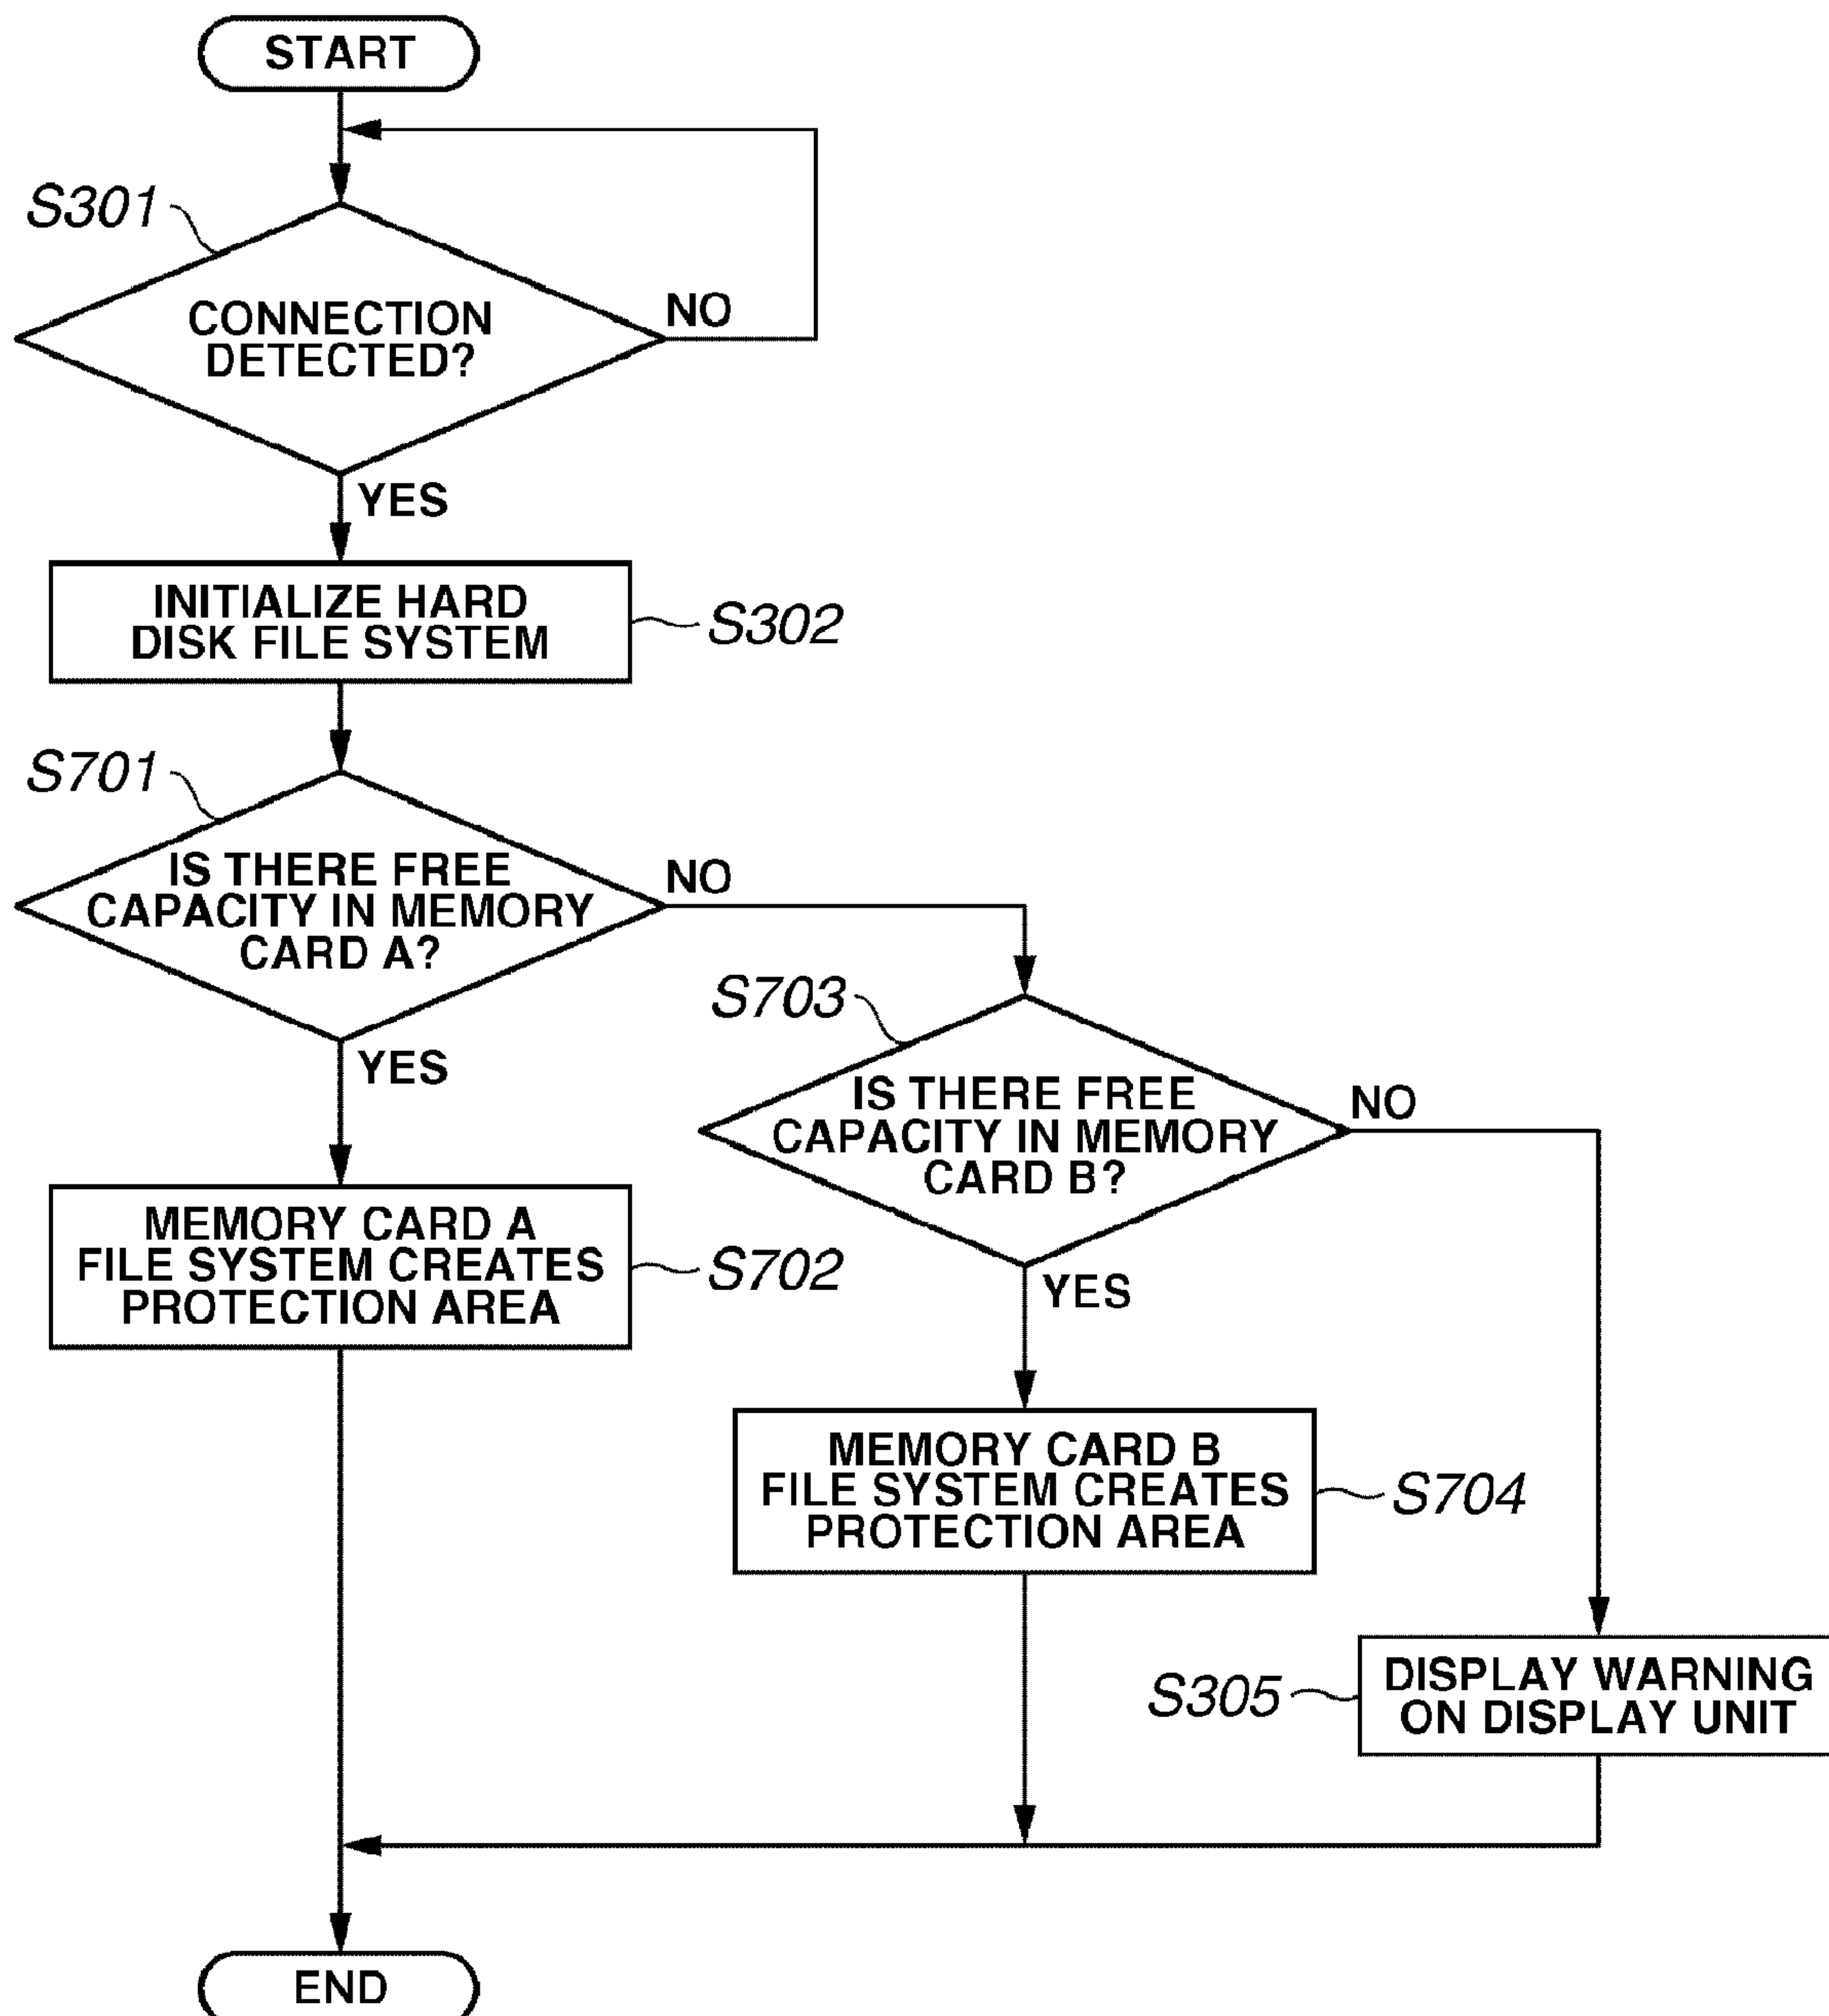 START
S301
CONNECTION
DETECTED?
NO
YES
INITIALIZE HARD
DISK FILE SYSTEM
S302
S701
IS THERE FREE
CAPACITY IN MEMORY
CARD A?
NO
YES
S703
IS THERE FREE
CAPACITY IN MEMORY
CARD B?
NO
YES
MEMORY CARD A
FILE SYSTEM CREATES
PROTECTION AREA
S702
MEMORY CARD B
FILE SYSTEM CREATES
PROTECTION AREA
S704
S305
DISPLAY WARNING
ON DISPLAY UNIT
END